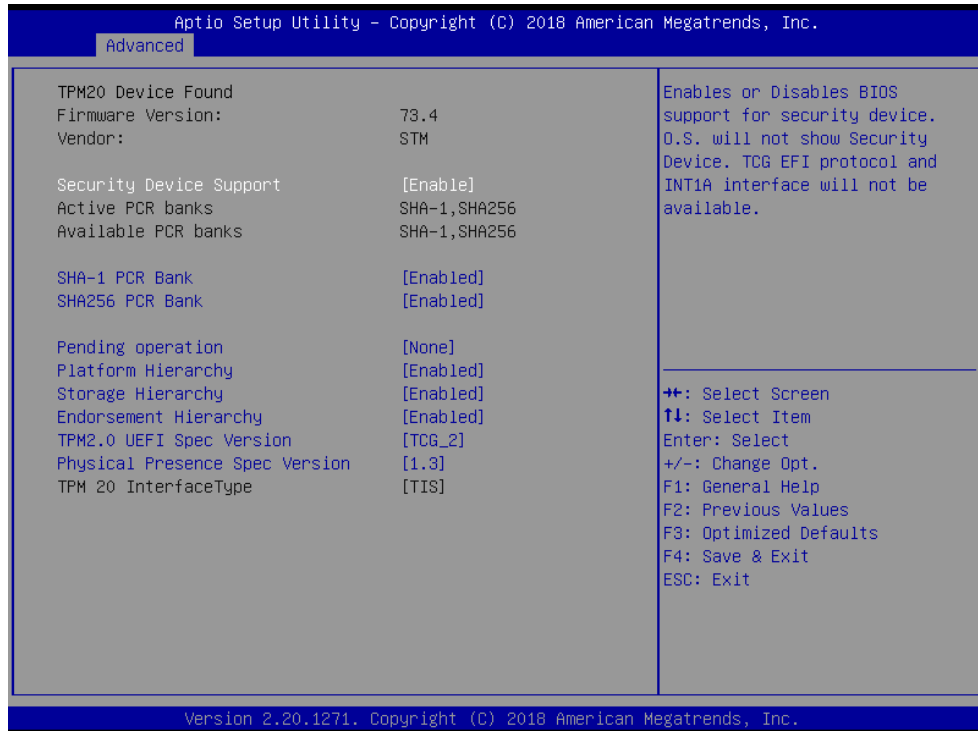 Aptio Setup Utility – Copyright (C) 2018 American Megatrends, Inc.
Advanced
TPM20 Device Found
Firmware Version: 73.4
Vendor: STM
Security Device Support [Enable]
Active PCR banks SHA-1,SHA256
Available PCR banks SHA-1,SHA256
SHA-1 PCR Bank [Enabled]
SHA256 PCR Bank [Enabled]
Pending operation [None]
Platform Hierarchy [Enabled]
Storage Hierarchy [Enabled]
Endorsement Hierarchy [Enabled]
TPM2.0 UEFI Spec Version [TCG_2]
Physical Presence Spec Version [1.3]
TPM 20 InterfaceType [TIS]
Enables or Disables BIOS
support for security device.
O.S. will not show Security
Device. TCG EFI protocol and
INT1A interface will not be
available.
→←: Select Screen
↑↓: Select Item
Enter: Select
+/-: Change Opt.
F1: General Help
F2: Previous Values
F3: Optimized Defaults
F4: Save & Exit
ESC: Exit
Version 2.20.1271. Copyright (C) 2018 American Megatrends, Inc.